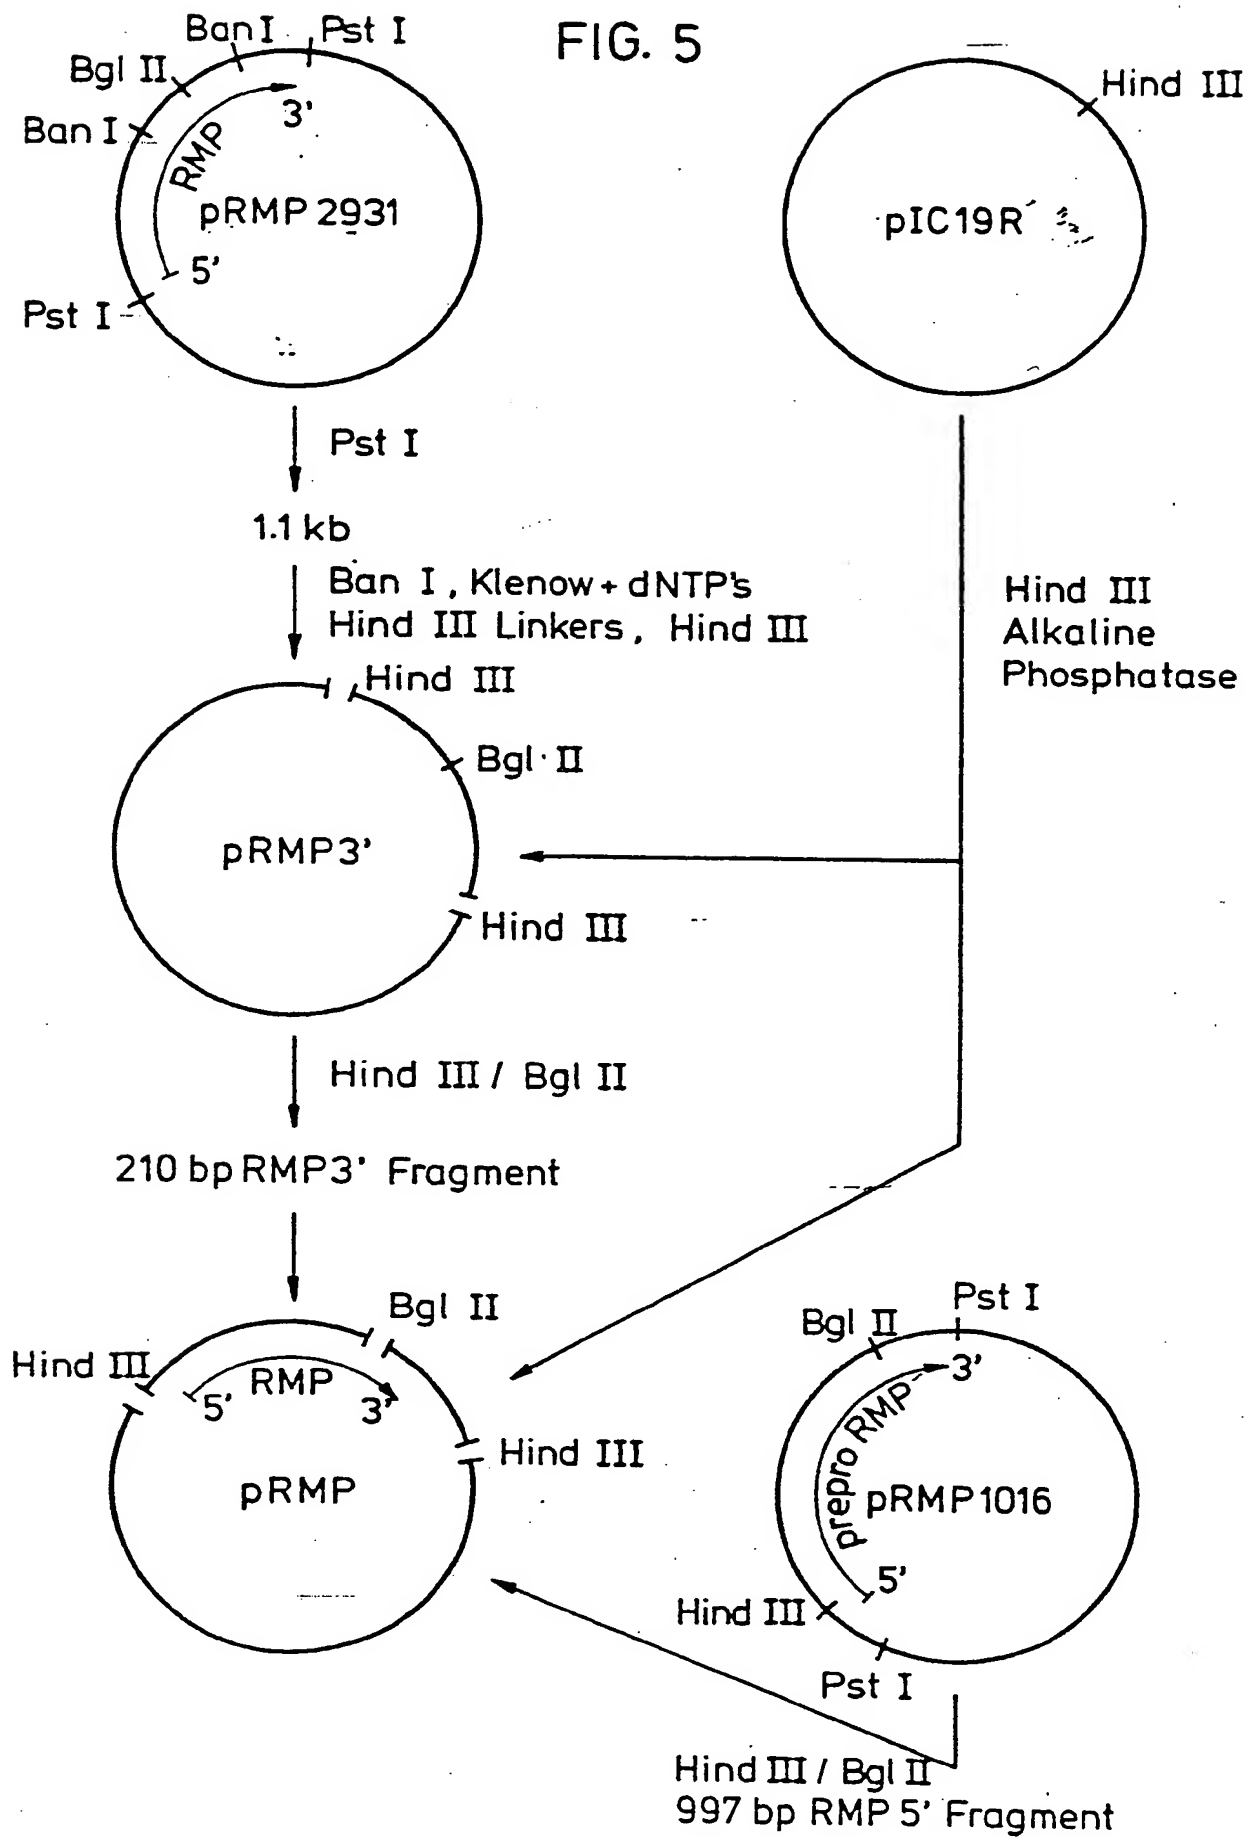 FIG. 5
Ban I
Pst I
Bgl II
Ban I
3'
RMP
pRMP 2931
5'
Pst I
Hind III
pIC19R
Pst I
1.1 kb
Ban I, Klenow + dNTP's
Hind III Linkers, Hind III
Hind III
Alkaline
Phosphatase
Hind III
Bgl II
pRMP3'
Hind III
Hind III / Bgl II
210 bp RMP3' Fragment
Bgl II
Hind III
RMP
5'
3'
Hind III
pRMP
Pst I
Bgl II
3'
prepro RMP
pRMP1016
5'
Hind III
Pst I
Hind III / Bgl II
997 bp RMP 5' Fragment